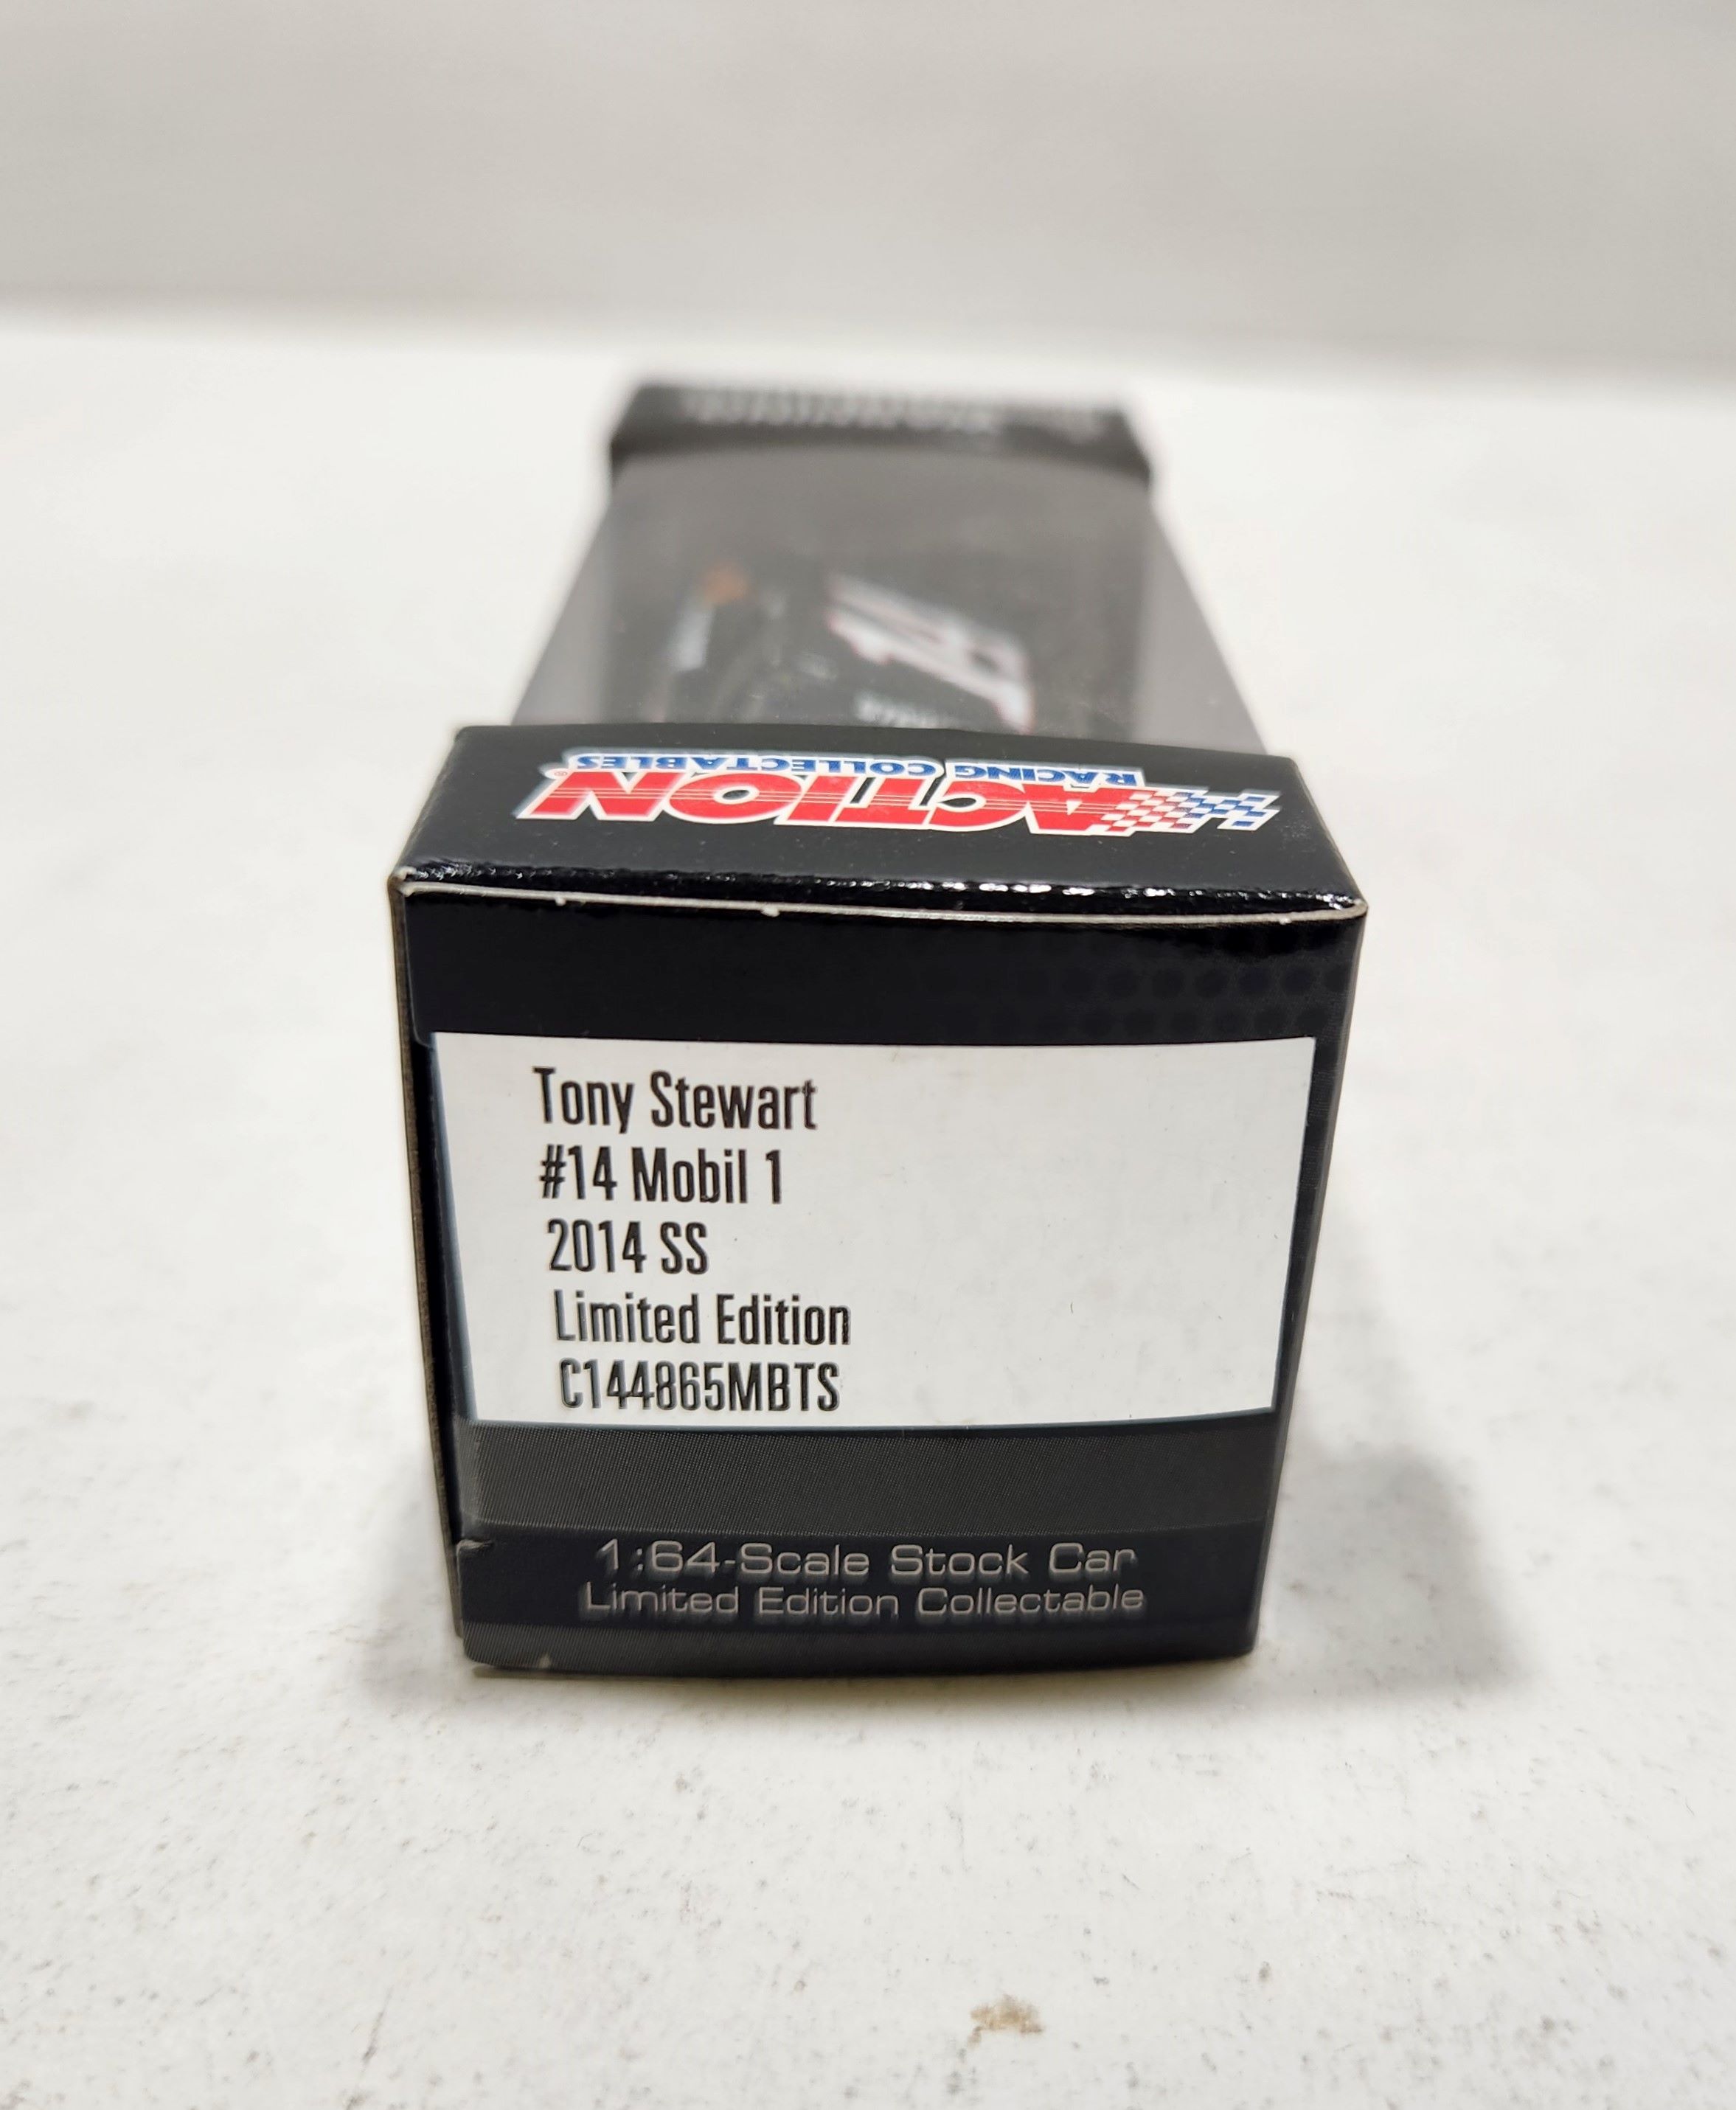 ACTION
RACING COLLECTABLES
14
Tony Stewart
#14 Mobil 1
2014 SS
Limited Edition
C144865MBTS
1:64-Scale Stock Car
Limited Edition Collectable